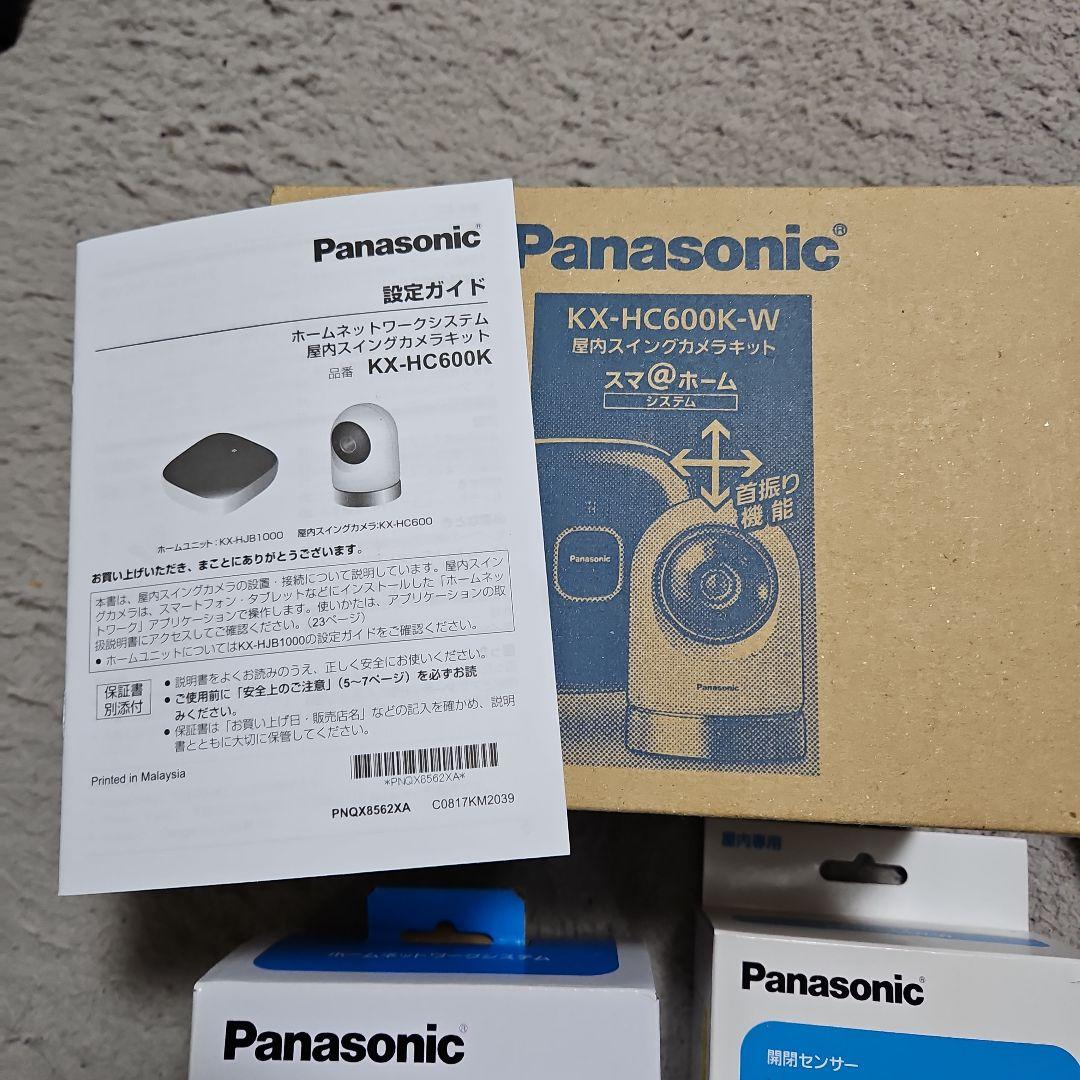 Panasonic
設定ガイド
ホームネットワークシステム
屋内スイングカメラキット
品番 KX-HC600K
ホームユニット:KX-HJB1000 屋内スイングカメラ:KX-HC600
お買い上げいただき、まことにありがとうございます。
本書は、屋内スイングカメラの設置・接続について説明しています。屋内スイン
グカメラは、スマートフォン・タブレットなどにインストールした「ホームネッ
トワーク」アプリケーションで操作します。使いかたは、アプリケーションの取
扱説明書にアクセスしてご確認ください。(23ページ)
● ホームユニットについてはKX-HJB1000の設定ガイドをご確認ください。
保証書
別添付
● 説明書をよくお読みのうえ、正しく安全にお使いください。
● ご使用前に「安全上のご注意」(5〜7ページ)を必ずお読
みください。
● 保証書は「お買い上げ日・販売店名」などの記入を確かめ、説明
書とともに大切に保管してください。
Printed in Malaysia
*PNQX8562XA*
PNQX8562XA C0817KM2039
Panasonic®
KX-HC600K-W
屋内スイングカメラキット
スマ@ホーム
システム
首振り
機能
Panasonic
Panasonic
ホームネットワークシステム
Panasonic®
屋内専用
Panasonic®
開閉センサー